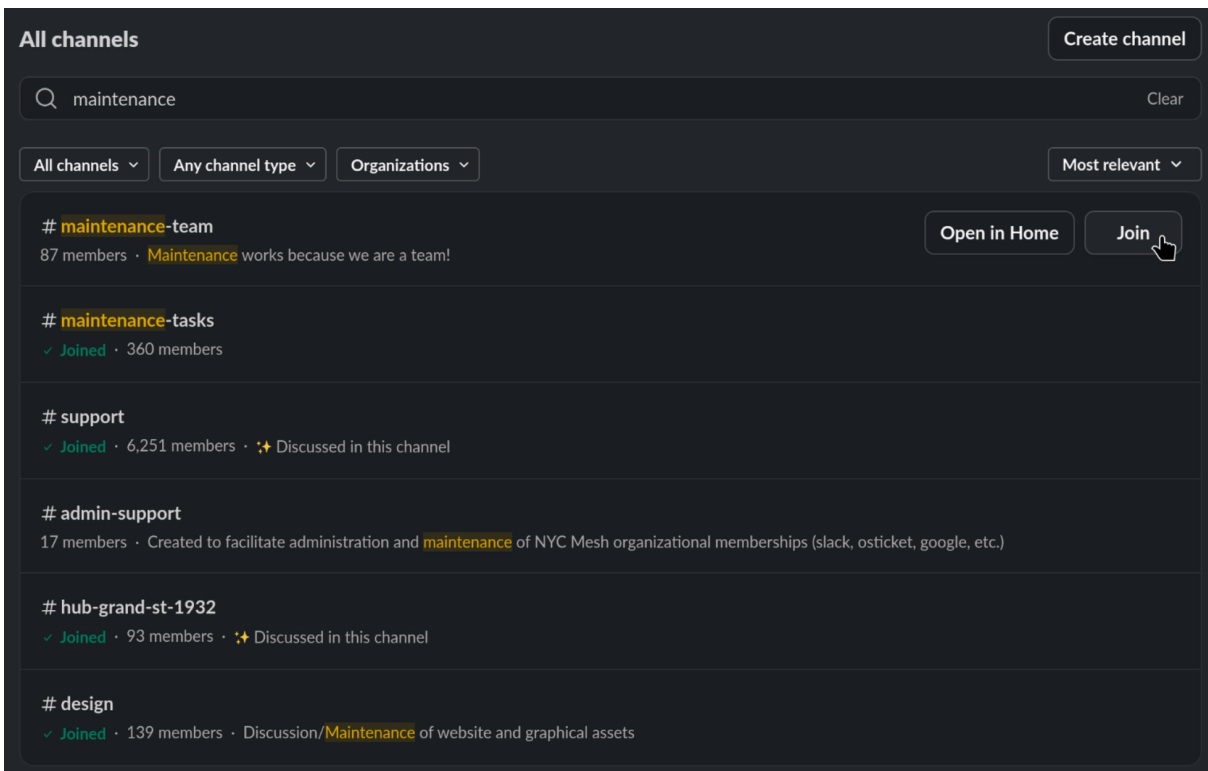 All channels
Create channel
maintenance
Clear
All channels
Any channel type
Organizations
Most relevant
# maintenance-team
87 members · Maintenance works because we are a team!
Open in Home
Join
# maintenance-tasks
✓ Joined · 360 members
# support
✓ Joined · 6,251 members · ✨ Discussed in this channel
# admin-support
17 members · Created to facilitate administration and maintenance of NYC Mesh organizational memberships (slack, osticket, google, etc.)
# hub-grand-st-1932
✓ Joined · 93 members · ✨ Discussed in this channel
# design
✓ Joined · 139 members · Discussion/Maintenance of website and graphical assets